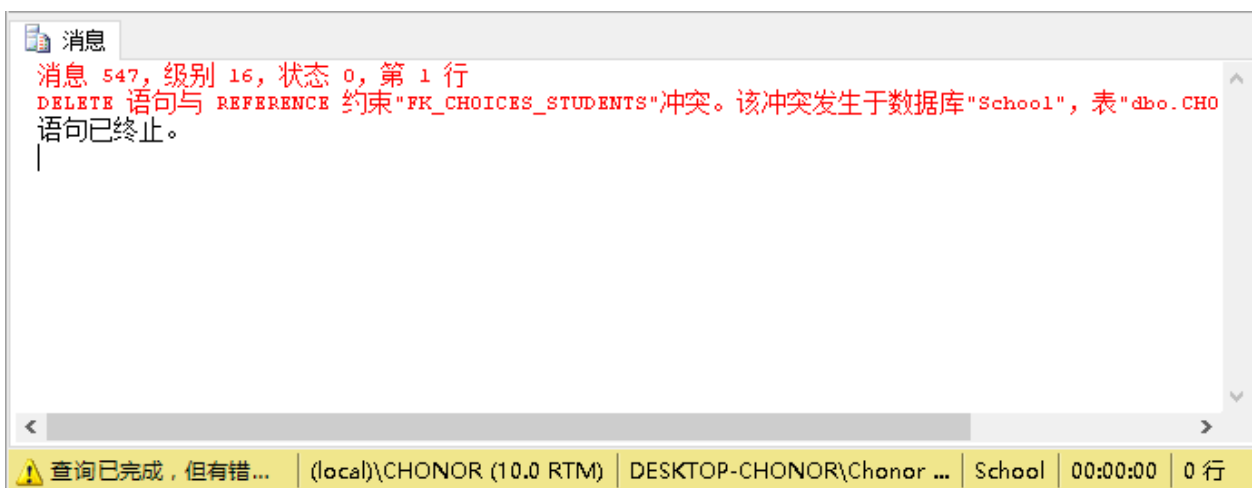 消息
消息 547，级别 16，状态 0，第 1 行
DELETE 语句与 REFERENCE 约束"FK_CHOICES_STUDENTS"冲突。该冲突发生于数据库"School"，表"dbo.CHO
语句已终止。
查询已完成，但有错... (local)\CHONOR (10.0 RTM) DESKTOP-CHONOR\Chonor ... School 00:00:00 0 行